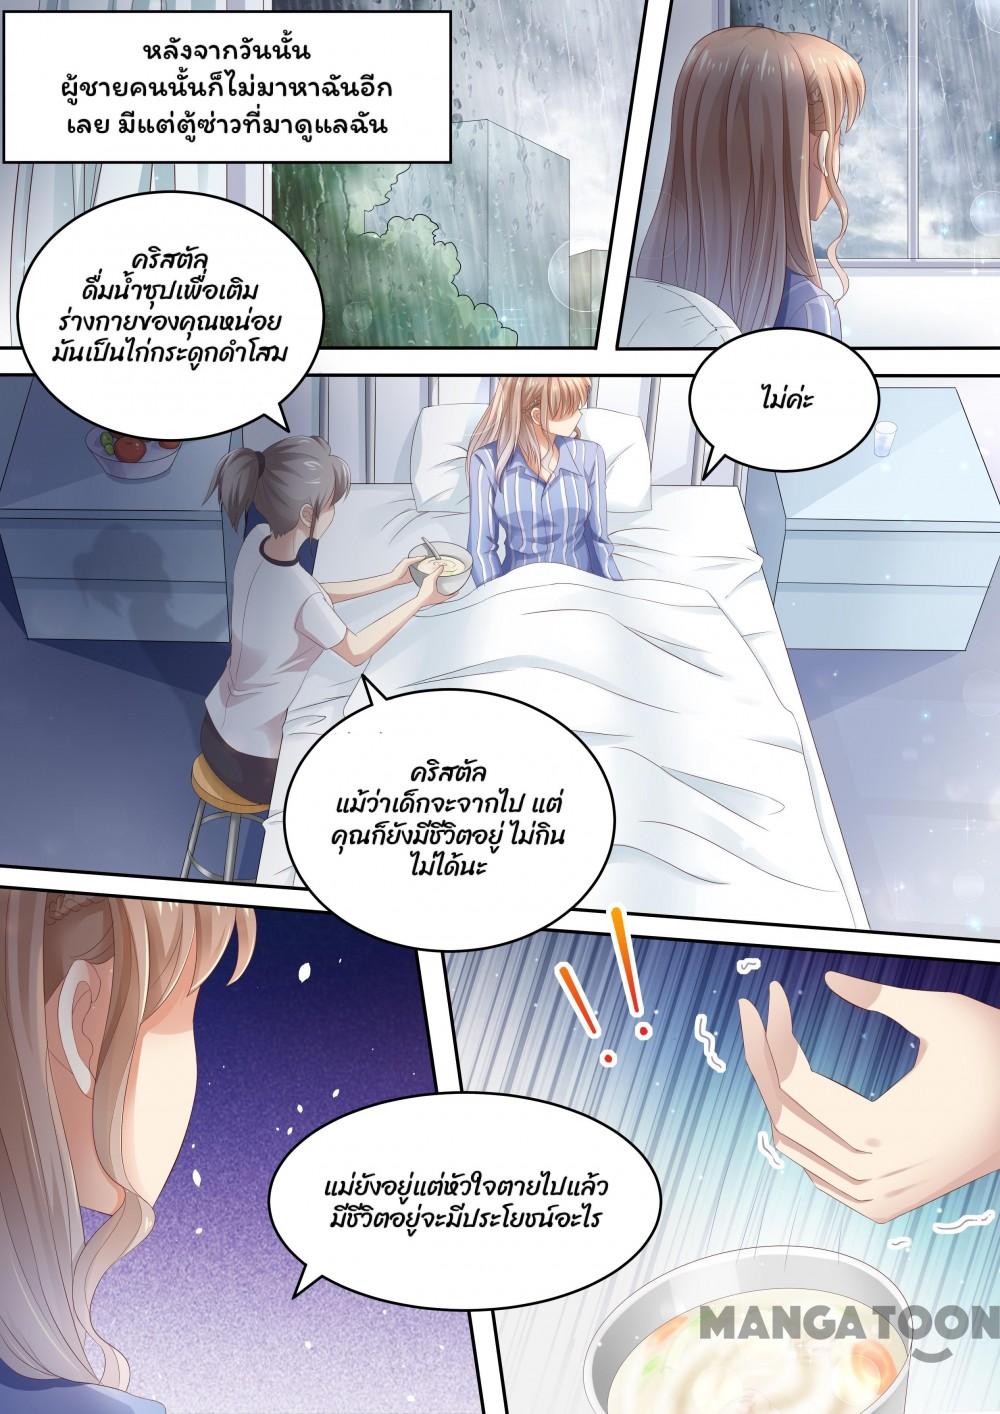 หลังจากวันนั้น
ผู้ชายคนนั้นก็ไม่มาหาฉันอีก
เลย มีแต่ตู้ซ่าวที่มาดูแลฉัน
คริสตัล
ดื่มน้ำซุปเพื่อเติม
ร่างกายของคุณหน่อย
มันเป็นไก่กระดูกดำโสม
ไม่ค่ะ
คริสตัล
แม้ว่าเด็กจะจากไป แต่
คุณก็ยังมีชีวิตอยู่ ไม่กิน
ไม่ได้นะ
!!
แม่ยังอยู่แต่หัวใจตายไปแล้ว
มีชีวิตอยู่จะมีประโยชน์อะไร
MANGATOON